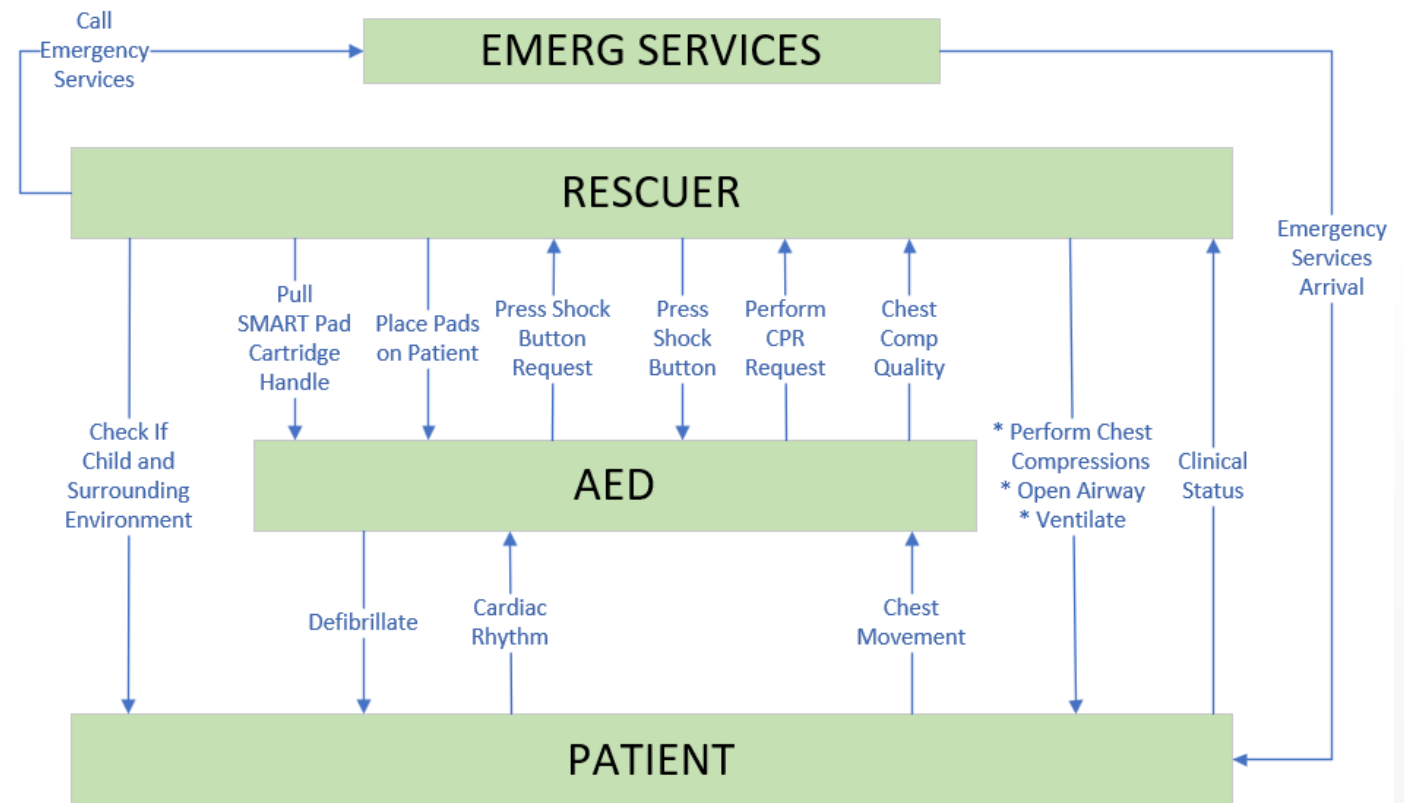 Call
Emergency
Services
EMERG SERVICES
RESCUER
Emergency
Services
Arrival
Pull
SMART Pad
Cartridge
Handle
Place Pads
on Patient
Press Shock
Button
Request
Press
Shock
Button
Perform
CPR
Request
Chest
Comp
Quality
Check If
Child and
Surrounding
Environment
* Perform Chest
Compressions
* Open Airway
* Ventilate
Clinical
Status
AED
Defibrillate
Cardiac
Rhythm
Chest
Movement
PATIENT